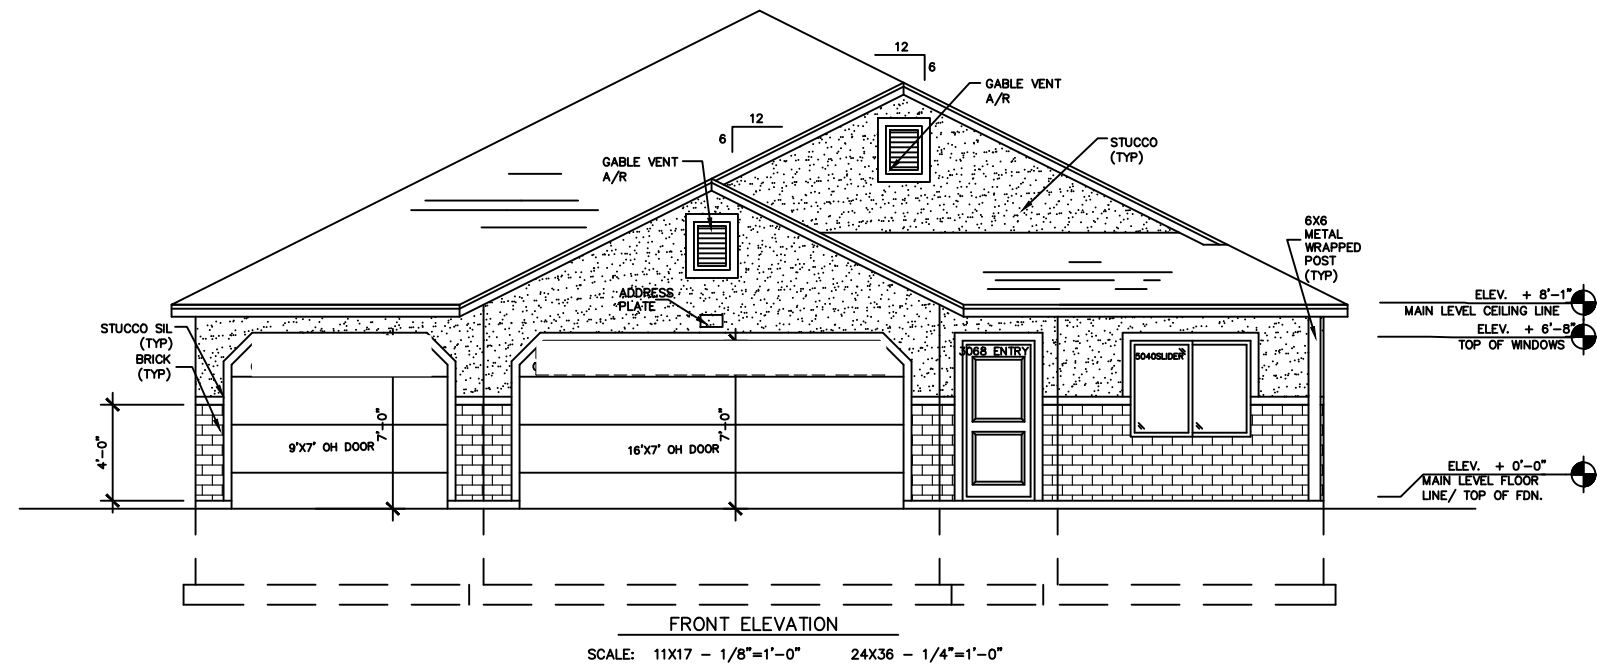 12
6
GABLE VENT
A/R
12
6
STUCCO
(TYP)
GABLE VENT
A/R
6X6
METAL
WRAPPED
POST
(TYP)
ADDRESS
PLATE
ELEV. + 8'-1"
MAIN LEVEL CEILING LINE
STUCCO SIL
(TYP)
BRICK
(TYP)
ELEV. + 6'-8"
TOP OF WINDOWS
3068 ENTRY
5040SLIDER
4'-0"
9'X7' OH DOOR
7'-0"
16'X7' OH DOOR
7'-0"
ELEV. + 0'-0"
MAIN LEVEL FLOOR
LINE/ TOP OF FDN.
FRONT ELEVATION
SCALE: 11X17 - 1/8"=1'-0" 24X36 - 1/4"=1'-0"